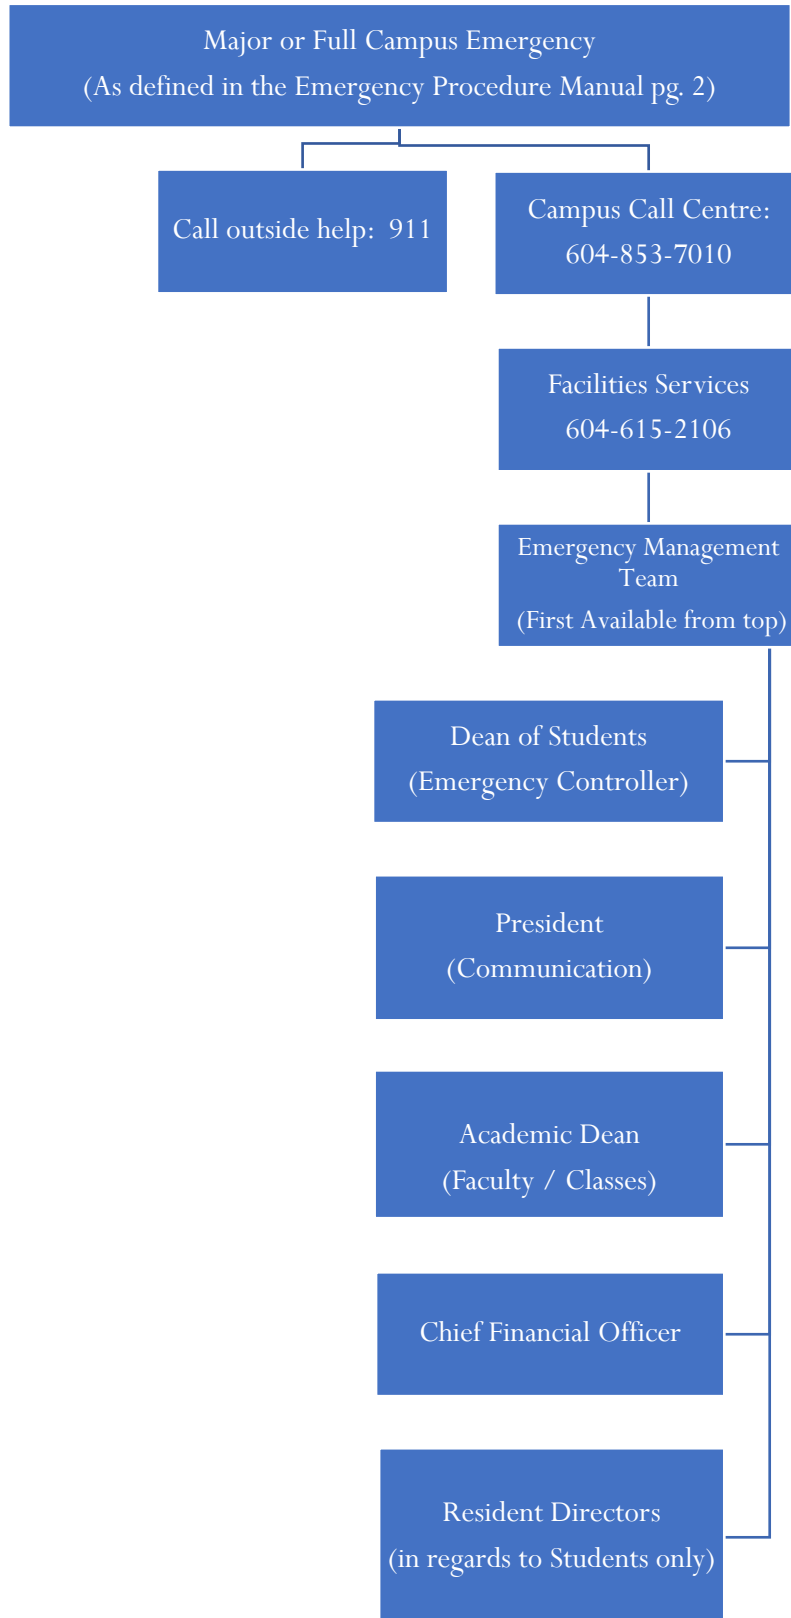 Major or Full Campus Emergency
(As defined in the Emergency Procedure Manual pg. 2)
Call outside help:  911
Campus Call Centre:
604-853-7010
Facilities Services
604-615-2106
Emergency Management
Team
(First Available from top)
Dean of Students
(Emergency Controller)
President
(Communication)
Academic Dean
(Faculty / Classes)
Chief Financial Officer
Resident Directors
(in regards to Students only)